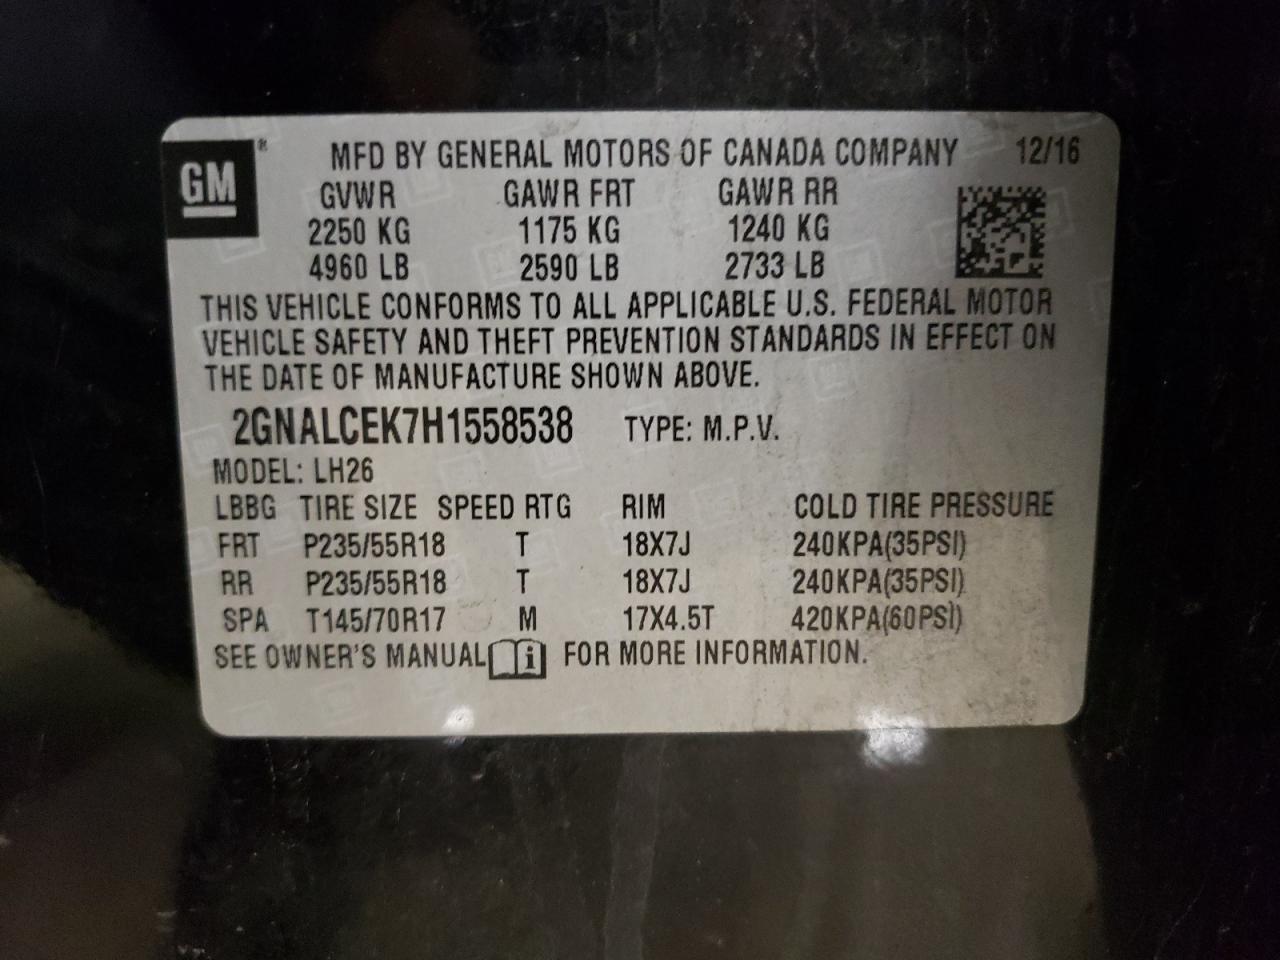 GM® MFD BY GENERAL MOTORS OF CANADA COMPANY 12/16
GVWR GAWR FRT GAWR RR
2250 KG 1175 KG 1240 KG
4960 LB 2590 LB 2733 LB
THIS VEHICLE CONFORMS TO ALL APPLICABLE U.S. FEDERAL MOTOR
VEHICLE SAFETY AND THEFT PREVENTION STANDARDS IN EFFECT ON
THE DATE OF MANUFACTURE SHOWN ABOVE.
2GNALCEK7H1558538 TYPE: M.P.V.
MODEL: LH26
LBBG TIRE SIZE SPEED RTG RIM COLD TIRE PRESSURE
FRT P235/55R18 T 18X7J 240KPA(35PSI)
RR P235/55R18 T 18X7J 240KPA(35PSI)
SPA T145/70R17 M 17X4.5T 420KPA(60PSI)
SEE OWNER'S MANUAL i FOR MORE INFORMATION.